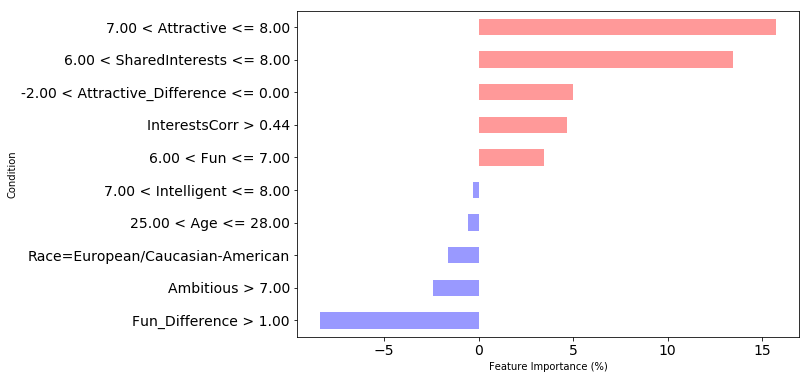 7.00 < Attractive <= 8.00
6.00 < SharedInterests <= 8.00
-2.00 < Attractive_Difference <= 0.00
InterestsCorr > 0.44
6.00 < Fun <= 7.00
7.00 < Intelligent <= 8.00
25.00 < Age <= 28.00
Race=European/Caucasian-American
Ambitious > 7.00
Fun_Difference > 1.00
Condition
−5 0 5 10 15
Feature Importance (%)